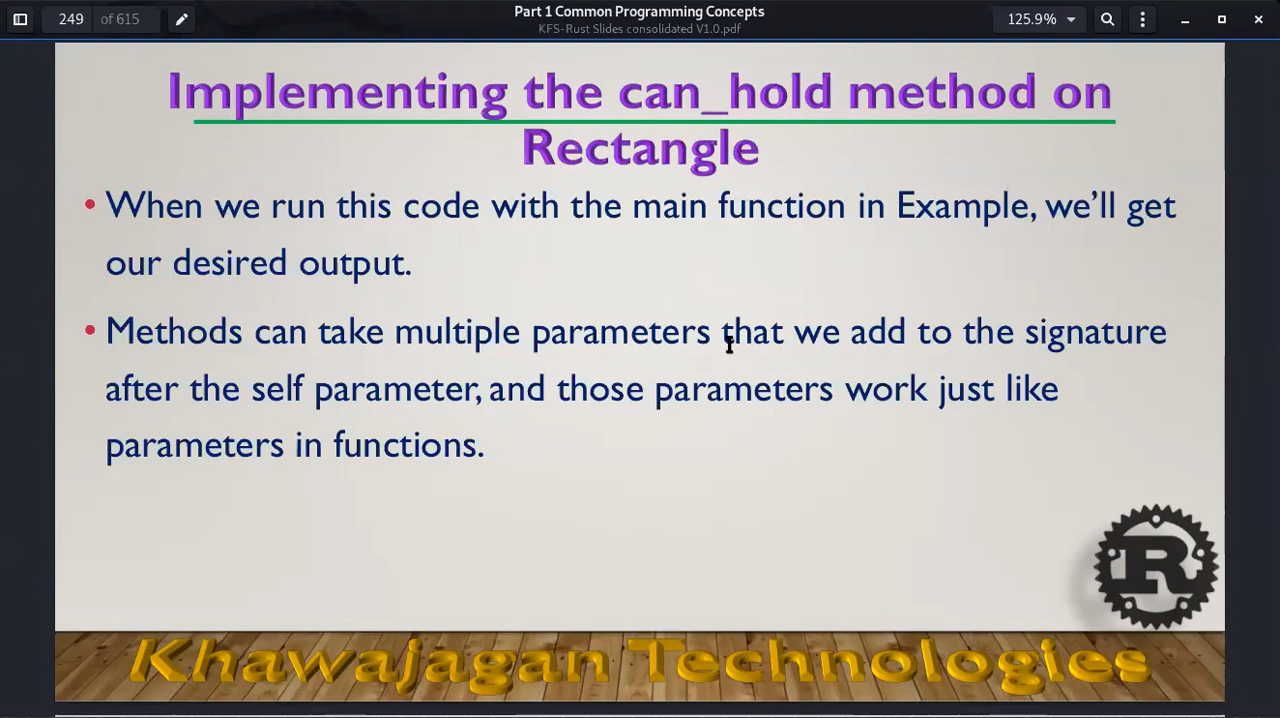 249 of 615
Part 1 Common Programming Concepts
KFS-Rust Slides consolidated V1.0.pdf
125.9%
Implementing the can_hold method on
Rectangle
• When we run this code with the main function in Example, we’ll get
our desired output.
• Methods can take multiple parameters that we add to the signature
after the self parameter, and those parameters work just like
parameters in functions.
R
Khawajagan Technologies